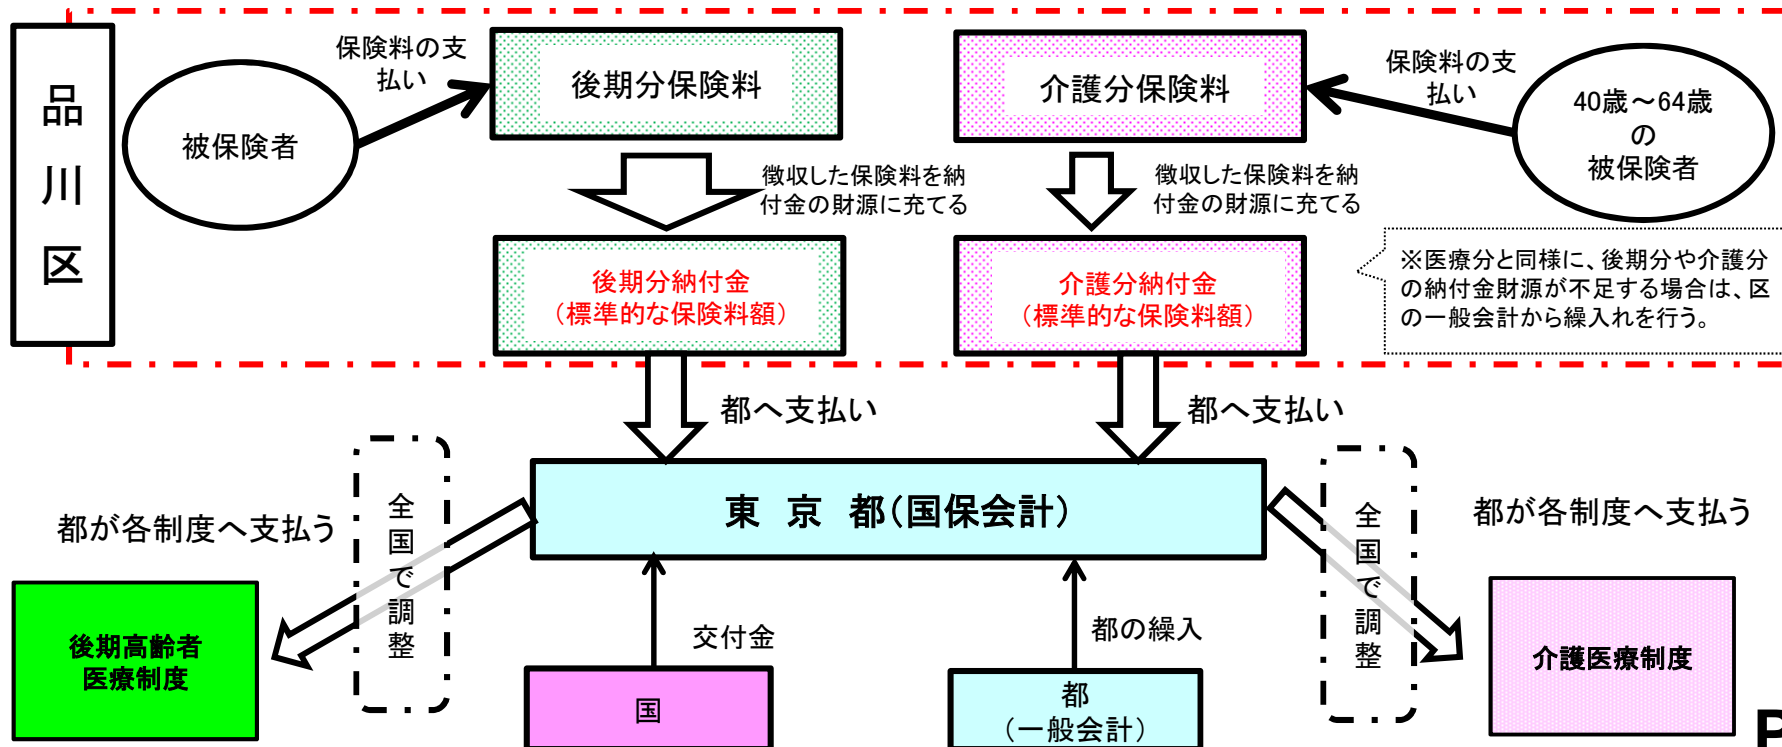 品
川
区
被保険者
保険料の支
払い
後期分保険料
介護分保険料
保険料の支
払い
40歳～64歳
の
被保険者
徴収した保険料を納
付金の財源に充てる
徴収した保険料を納
付金の財源に充てる
後期分納付金
（標準的な保険料額）
介護分納付金
（標準的な保険料額）
※医療分と同様に、後期分や介護分
の納付金財源が不足する場合は、区
の一般会計から繰入れを行う。
都へ支払い
都へ支払い
東 京 都（国保会計）
都が各制度へ支払う
全国で調整
全国で調整
都が各制度へ支払う
後期高齢者
医療制度
交付金
都の繰入
介護医療制度
国
都
（一般会計）
P